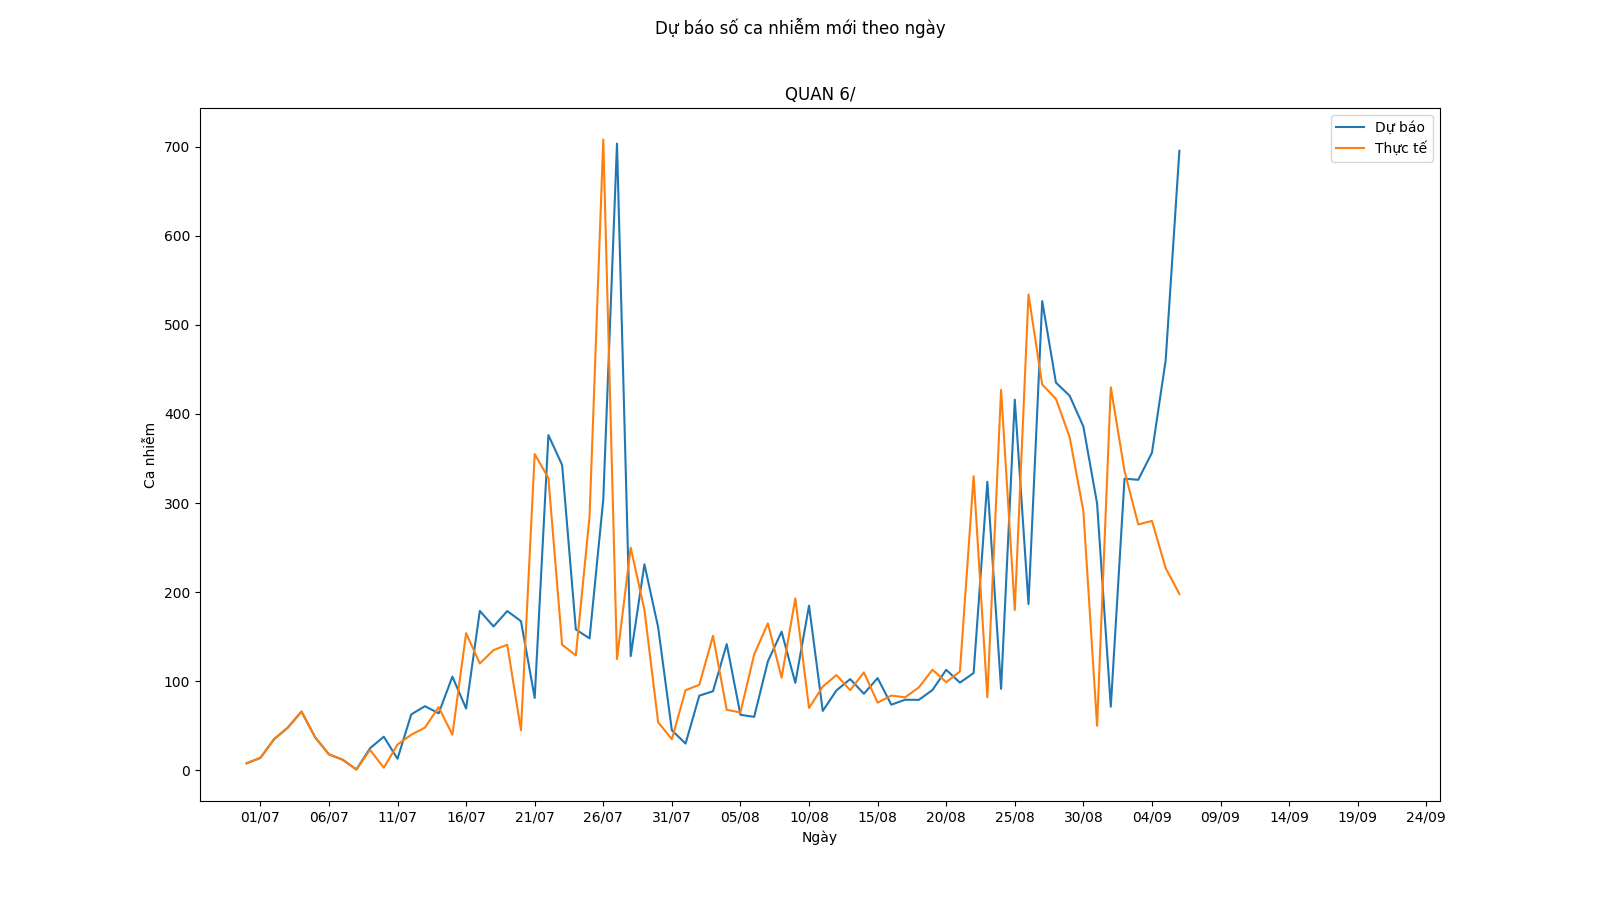 Dự báo số ca nhiễm mới theo ngày
QUAN 6/
Dự báo
Thực tế
700
600
500
400
300
200
100
0
Ca nhiễm
01/07 06/07 11/07 16/07 21/07 26/07 31/07 05/08 10/08 15/08 20/08 25/08 30/08 04/09 09/09 14/09 19/09 24/09
Ngày